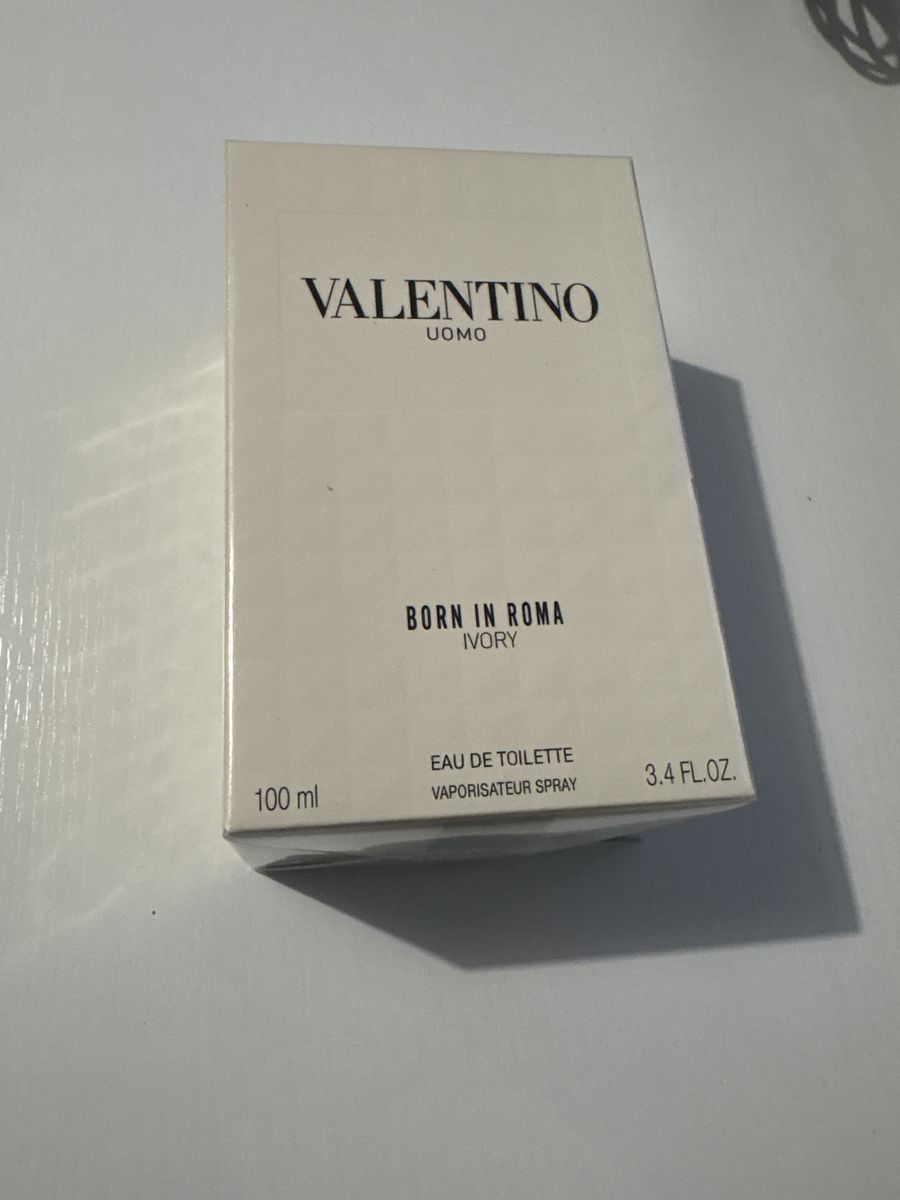 VALENTINO
UOMO
BORN IN ROMA
IVORY
EAU DE TOILETTE
100 ml VAPORISATEUR SPRAY 3.4 FL.OZ.